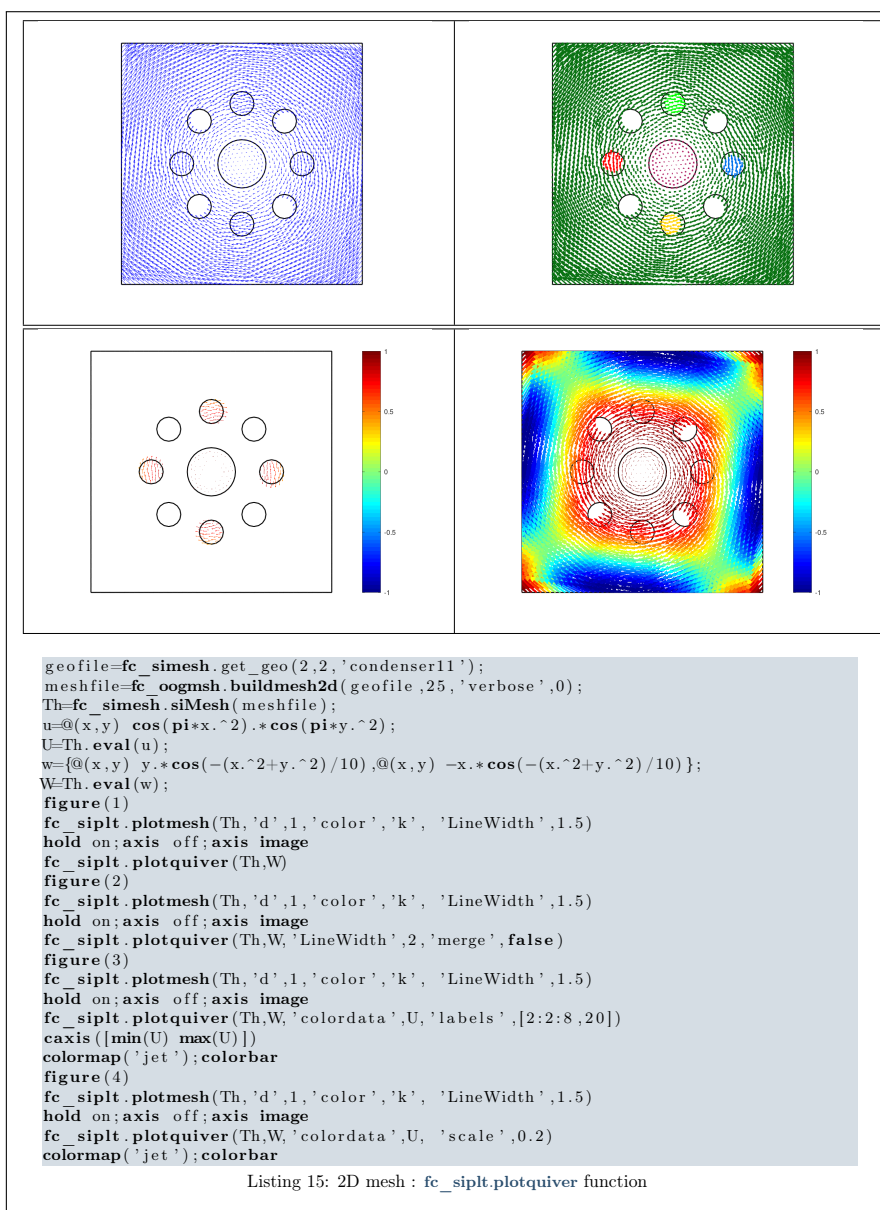 1
0.5
0
-0.5
-1
1
0.5
0
-0.5
-1
geofile=fc_simesh.get_geo(2,2,'condenser11');
meshfile=fc_oogmsh.buildmesh2d(geofile,25,'verbose',0);
Th=fc_simesh.siMesh(meshfile);
u=@(x,y) cos(pi*x.^2).*cos(pi*y.^2);
U=Th.eval(u);
w={@(x,y) y.*cos(-(x.^2+y.^2)/10),@(x,y) -x.*cos(-(x.^2+y.^2)/10)};
W=Th.eval(w);
figure(1)
fc_siplt.plotmesh(Th,'d',1,'color','k', 'LineWidth',1.5)
hold on;axis off;axis image
fc_siplt.plotquiver(Th,W)
figure(2)
fc_siplt.plotmesh(Th,'d',1,'color','k', 'LineWidth',1.5)
hold on;axis off;axis image
fc_siplt.plotquiver(Th,W,'LineWidth',2,'merge',false)
figure(3)
fc_siplt.plotmesh(Th,'d',1,'color','k', 'LineWidth',1.5)
hold on;axis off;axis image
fc_siplt.plotquiver(Th,W,'colordata',U,'labels',[2:2:8,20])
caxis([min(U) max(U)])
colormap('jet');colorbar
figure(4)
fc_siplt.plotmesh(Th,'d',1,'color','k', 'LineWidth',1.5)
hold on;axis off;axis image
fc_siplt.plotquiver(Th,W,'colordata',U, 'scale',0.2)
colormap('jet');colorbar
Listing 15: 2D mesh : fc_siplt.plotquiver function